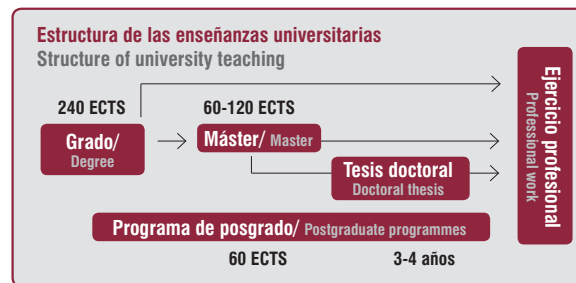 Estructura de las enseñanzas universitarias
Structure of university teaching
240 ECTS
60-120 ECTS
Grado/
Degree
Máster/ Master
Tesis doctoral
Doctoral thesis
Ejercicio profesional
Professional work
Programa de posgrado/ Postgraduate programmes
60 ECTS
3-4 años